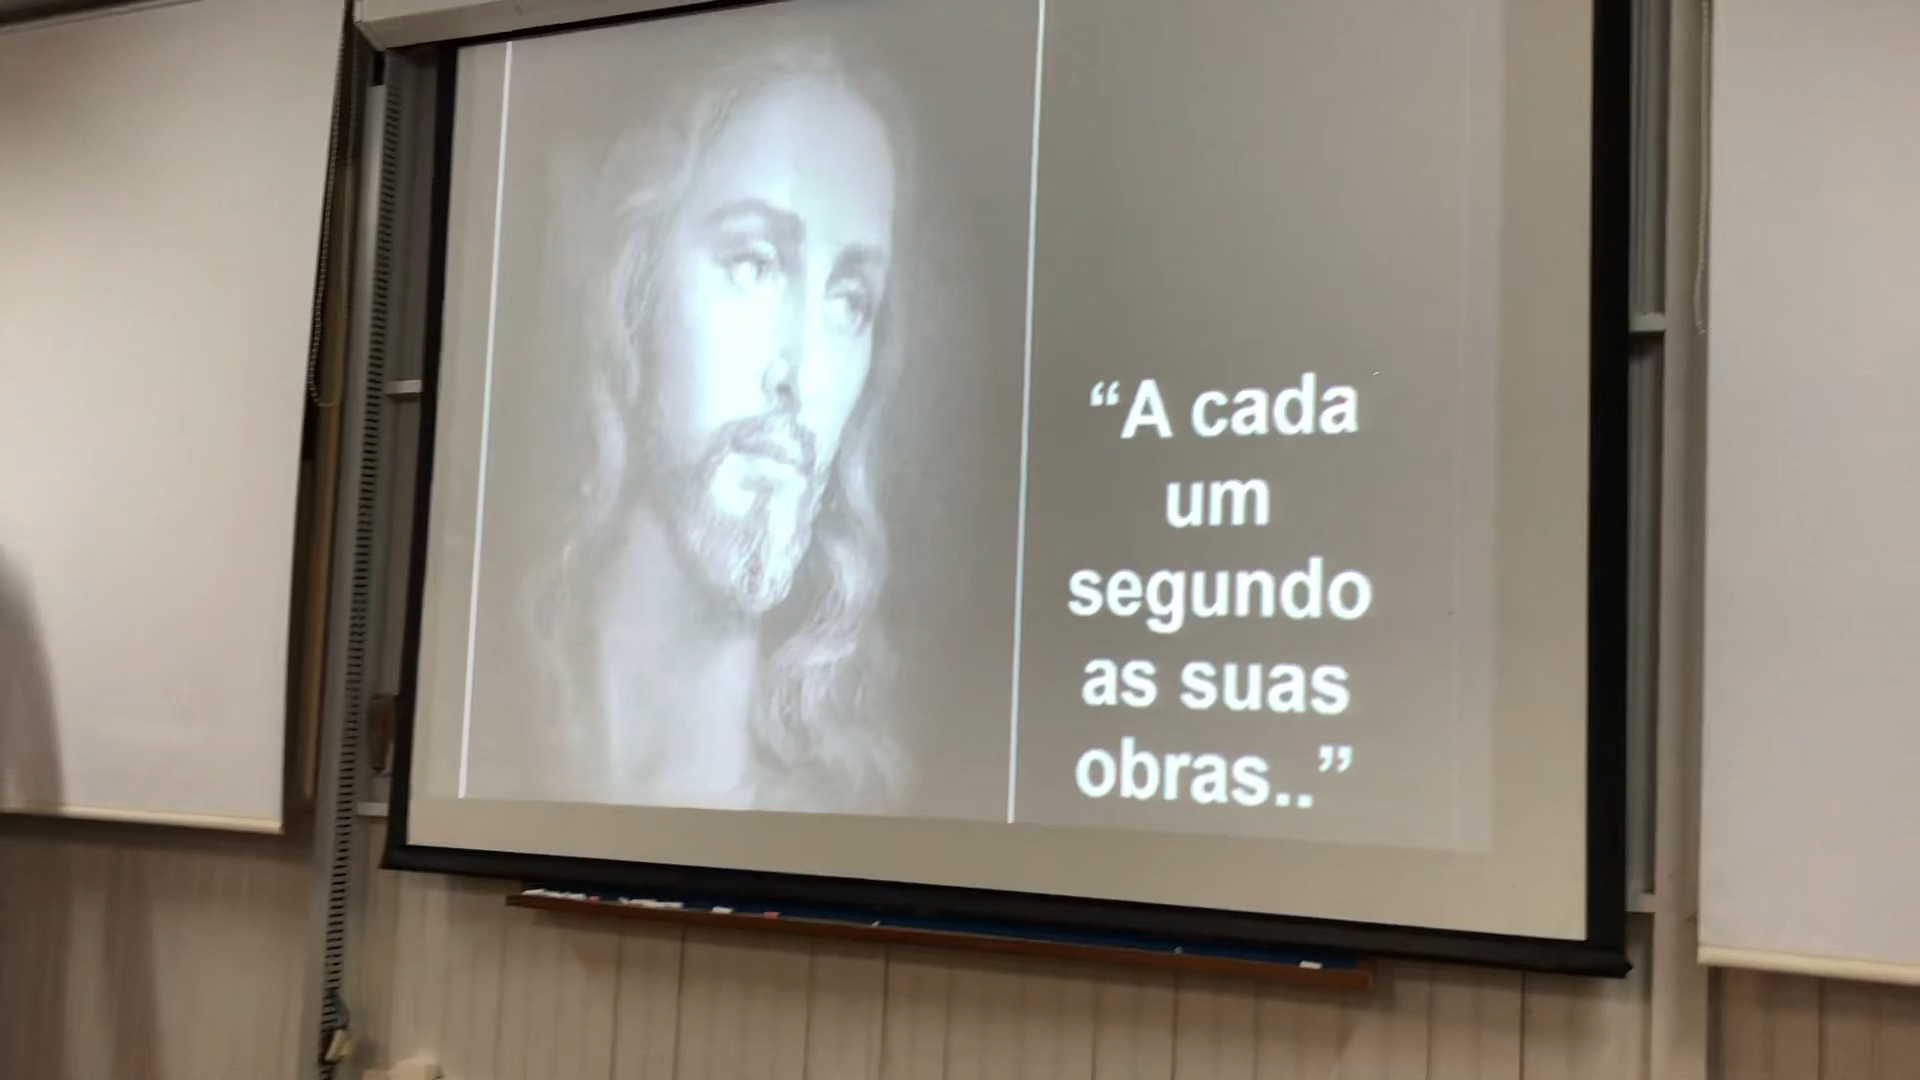 “A cada
um
segundo
as suas
obras..”